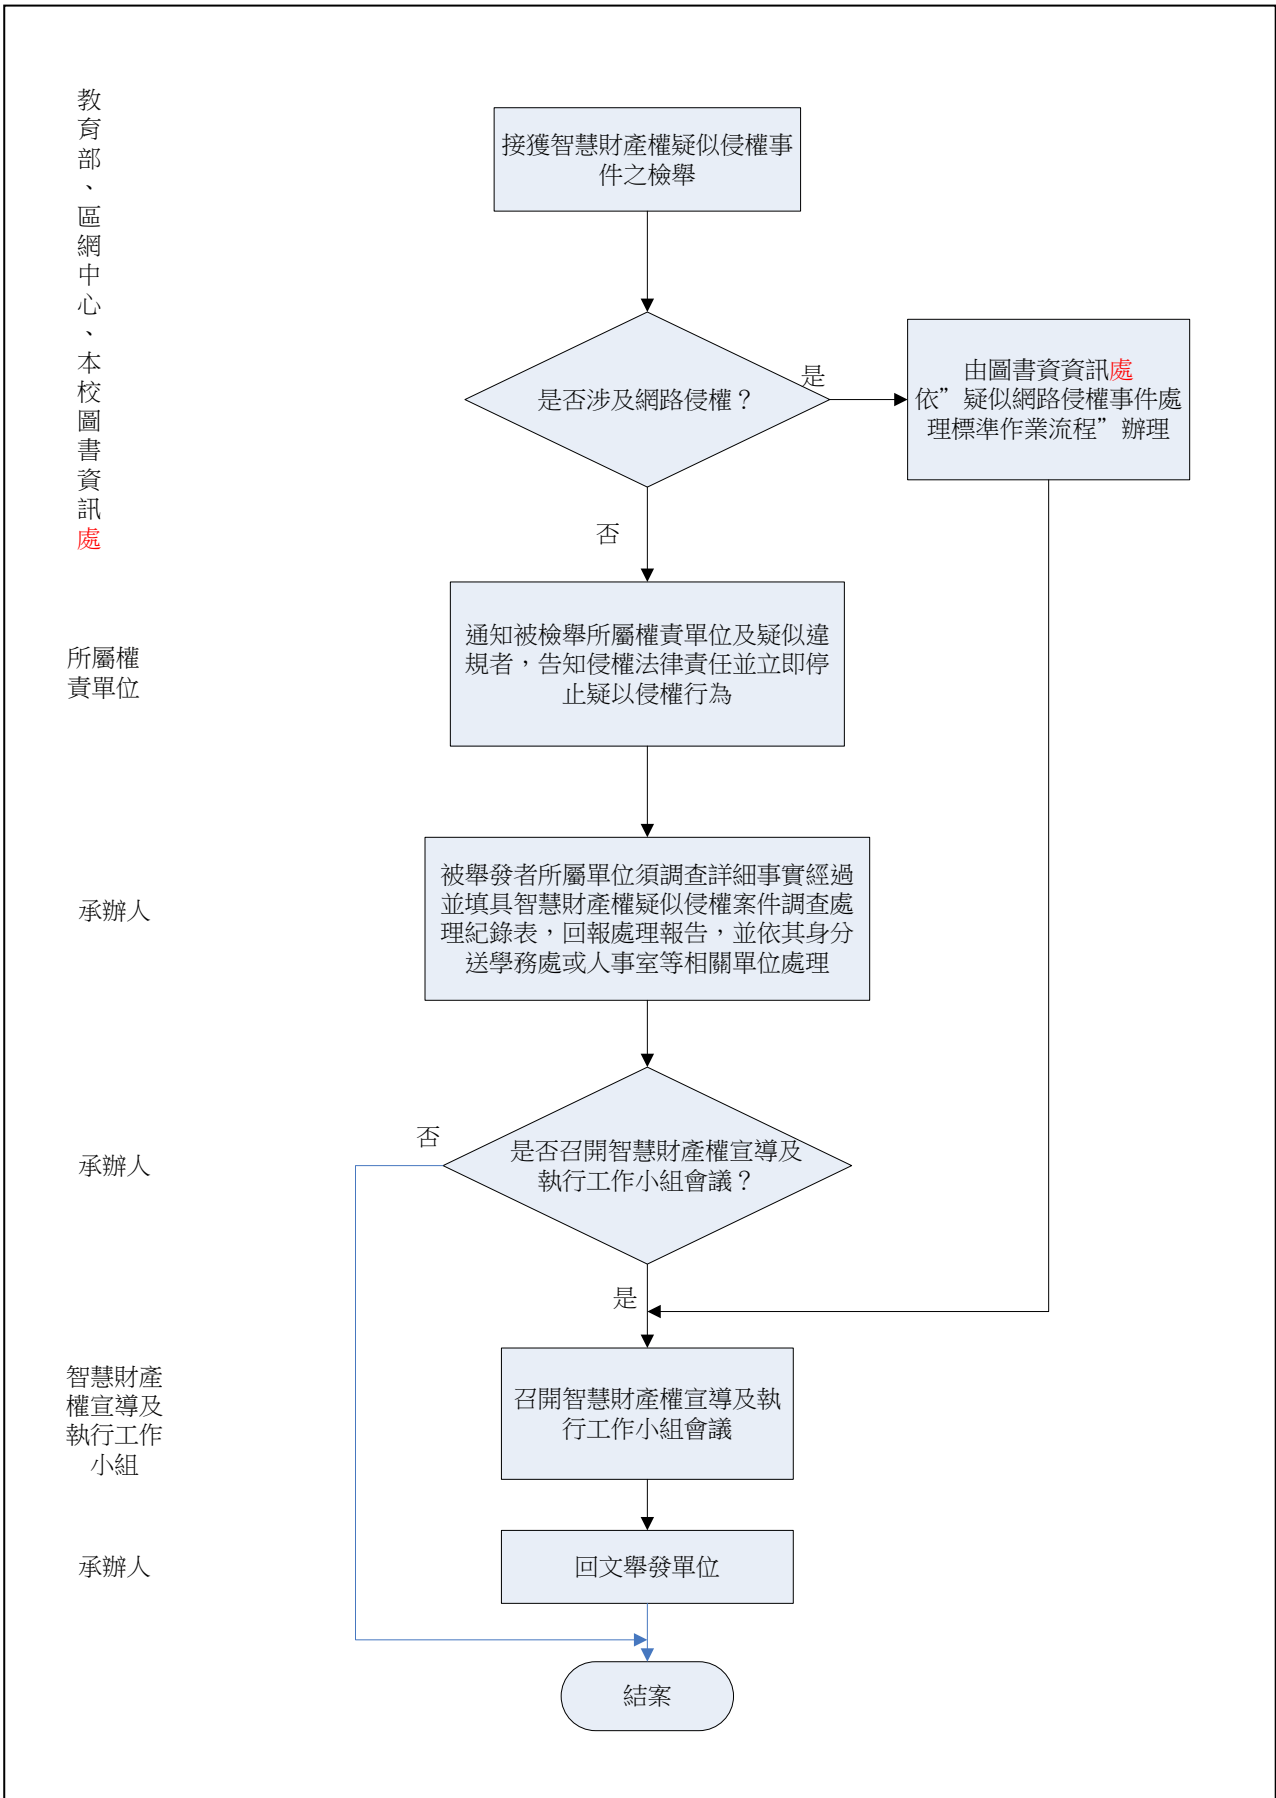 教育部、區網中心、本校圖書資訊處
接獲智慧財產權疑似侵權事
件之檢舉
是否涉及網路侵權？
是
由圖書資資訊處
依”疑似網路侵權事件處
理標準作業流程”辦理
否
所屬權
責單位
通知被檢舉所屬權責單位及疑似違
規者，告知侵權法律責任並立即停
止疑以侵權行為
承辦人
被舉發者所屬單位須調查詳細事實經過
並填具智慧財產權疑似侵權案件調查處
理紀錄表，回報處理報告，並依其身分
送學務處或人事室等相關單位處理
承辦人
否
是否召開智慧財產權宣導及
執行工作小組會議？
是
智慧財產
權宣導及
執行工作
小組
召開智慧財產權宣導及執
行工作小組會議
承辦人
回文舉發單位
結案